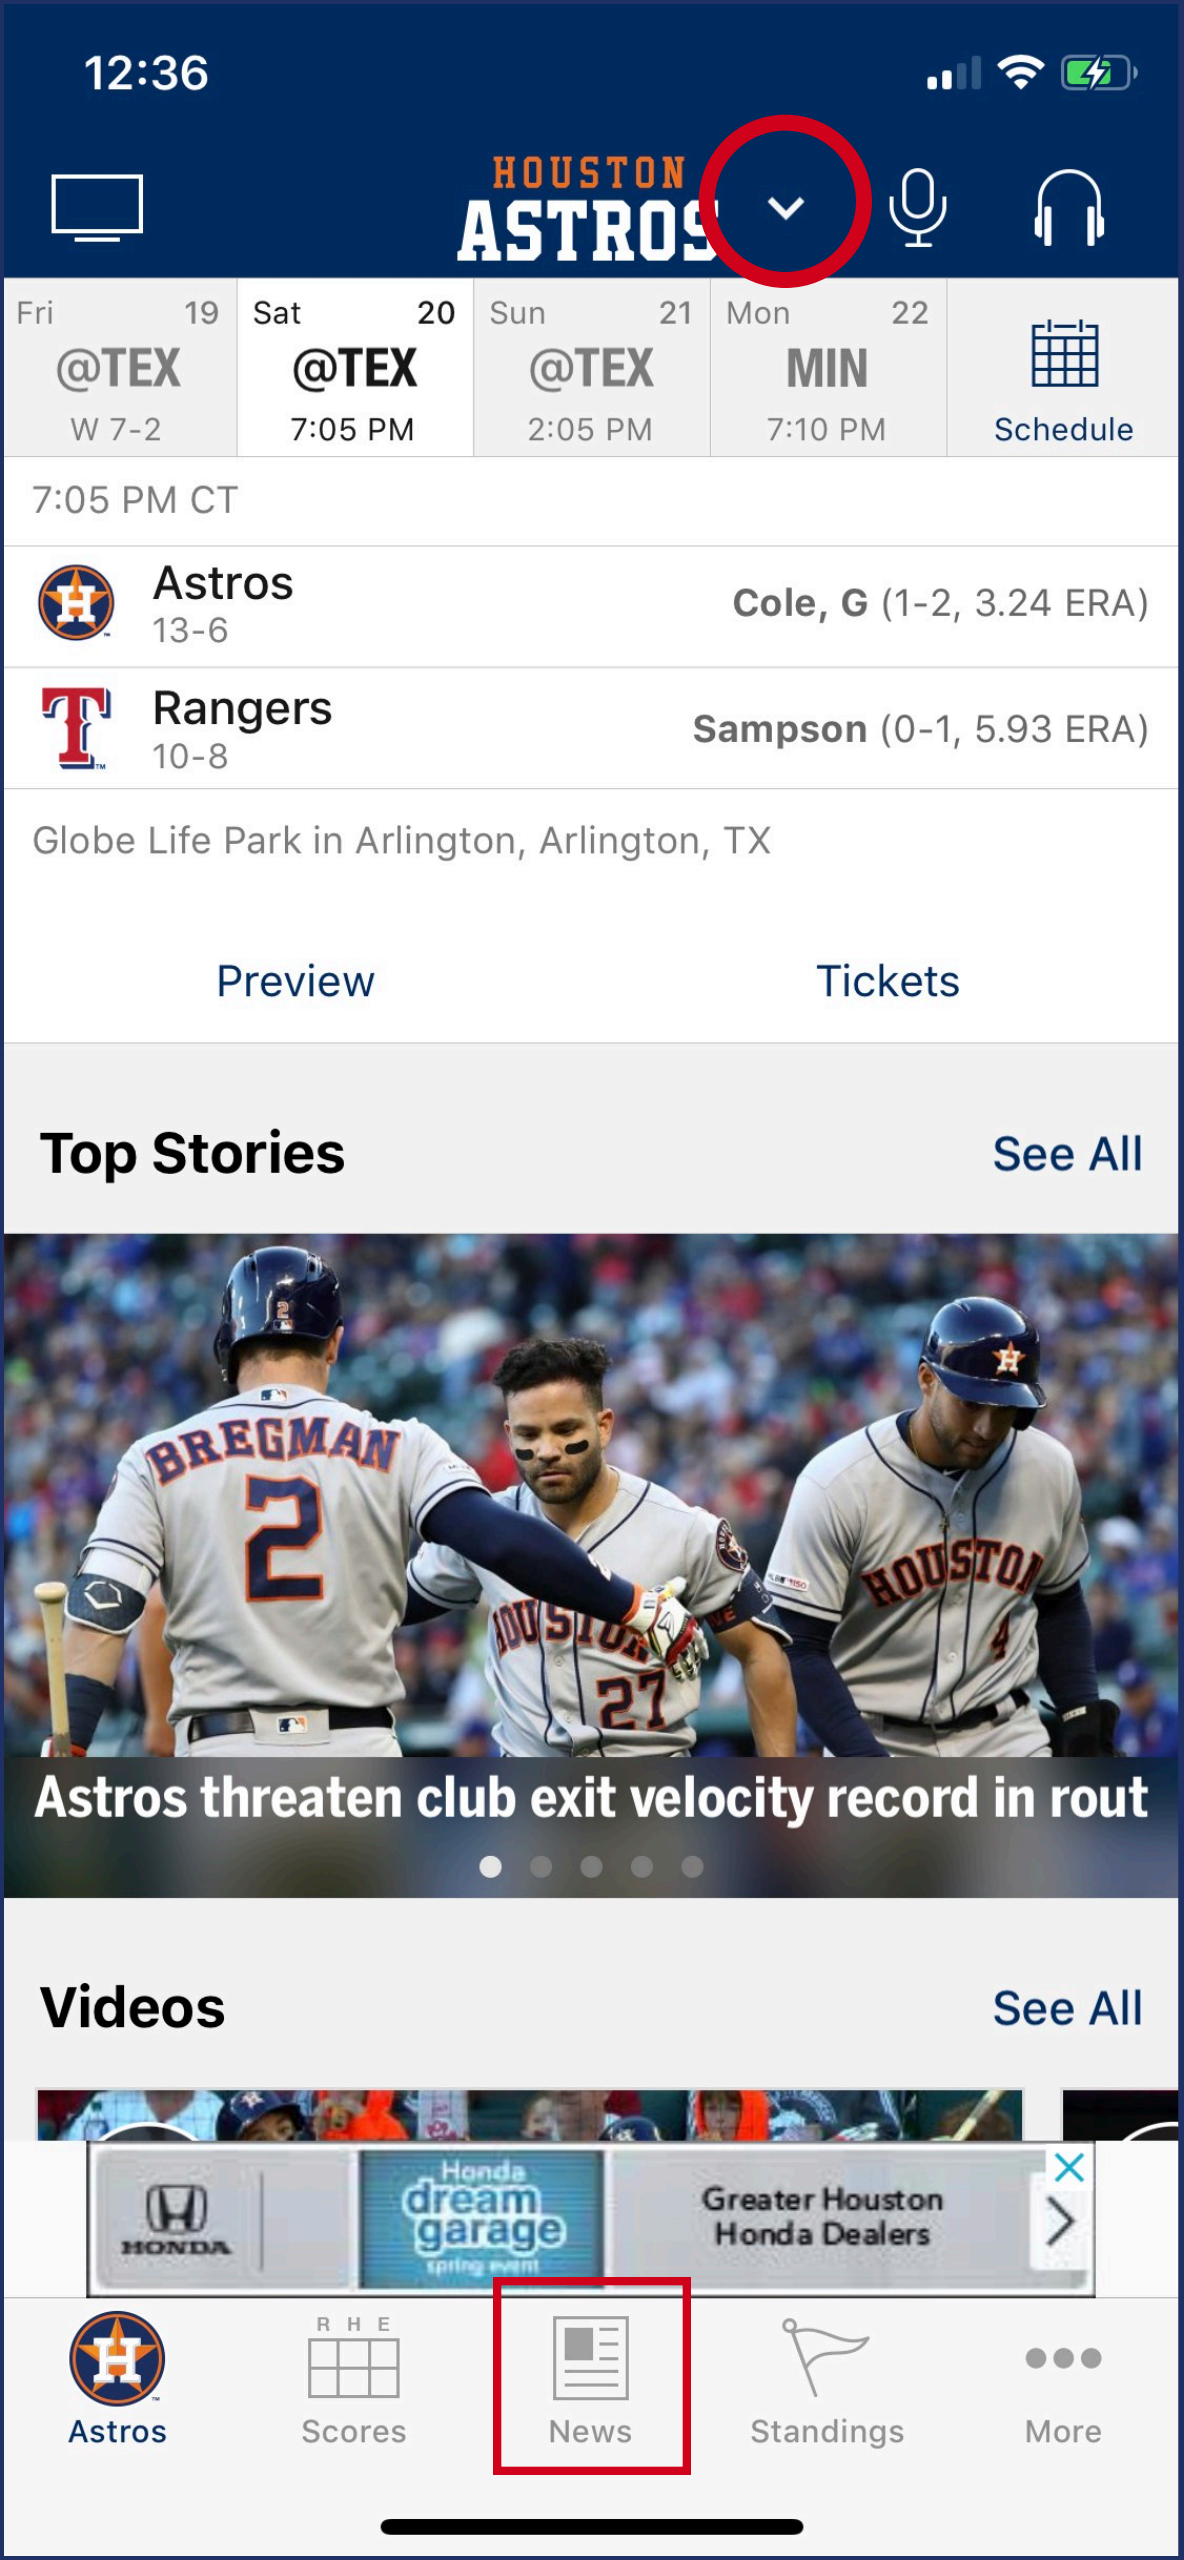 12:36
HOUSTON
ASTROS
Fri 19
@TEX
W 7-2
Sat 20
@TEX
7:05 PM
Sun 21
@TEX
2:05 PM
Mon 22
MIN
7:10 PM
Schedule
7:05 PM CT
H
Astros
13-6
Cole, G (1-2, 3.24 ERA)
T
Rangers
10-8
Sampson (0-1, 5.93 ERA)
Globe Life Park in Arlington, Arlington, TX
Preview
Tickets
Top Stories
See All
2
BREGMAN
2
H
HOUSTON
27
HOUSTON
4
Astros threaten club exit velocity record in rout
Videos
See All
HONDA
Honda
dream
garage
spring event
Greater Houston
Honda Dealers
H
Astros
R H E
Scores
News
Standings
More